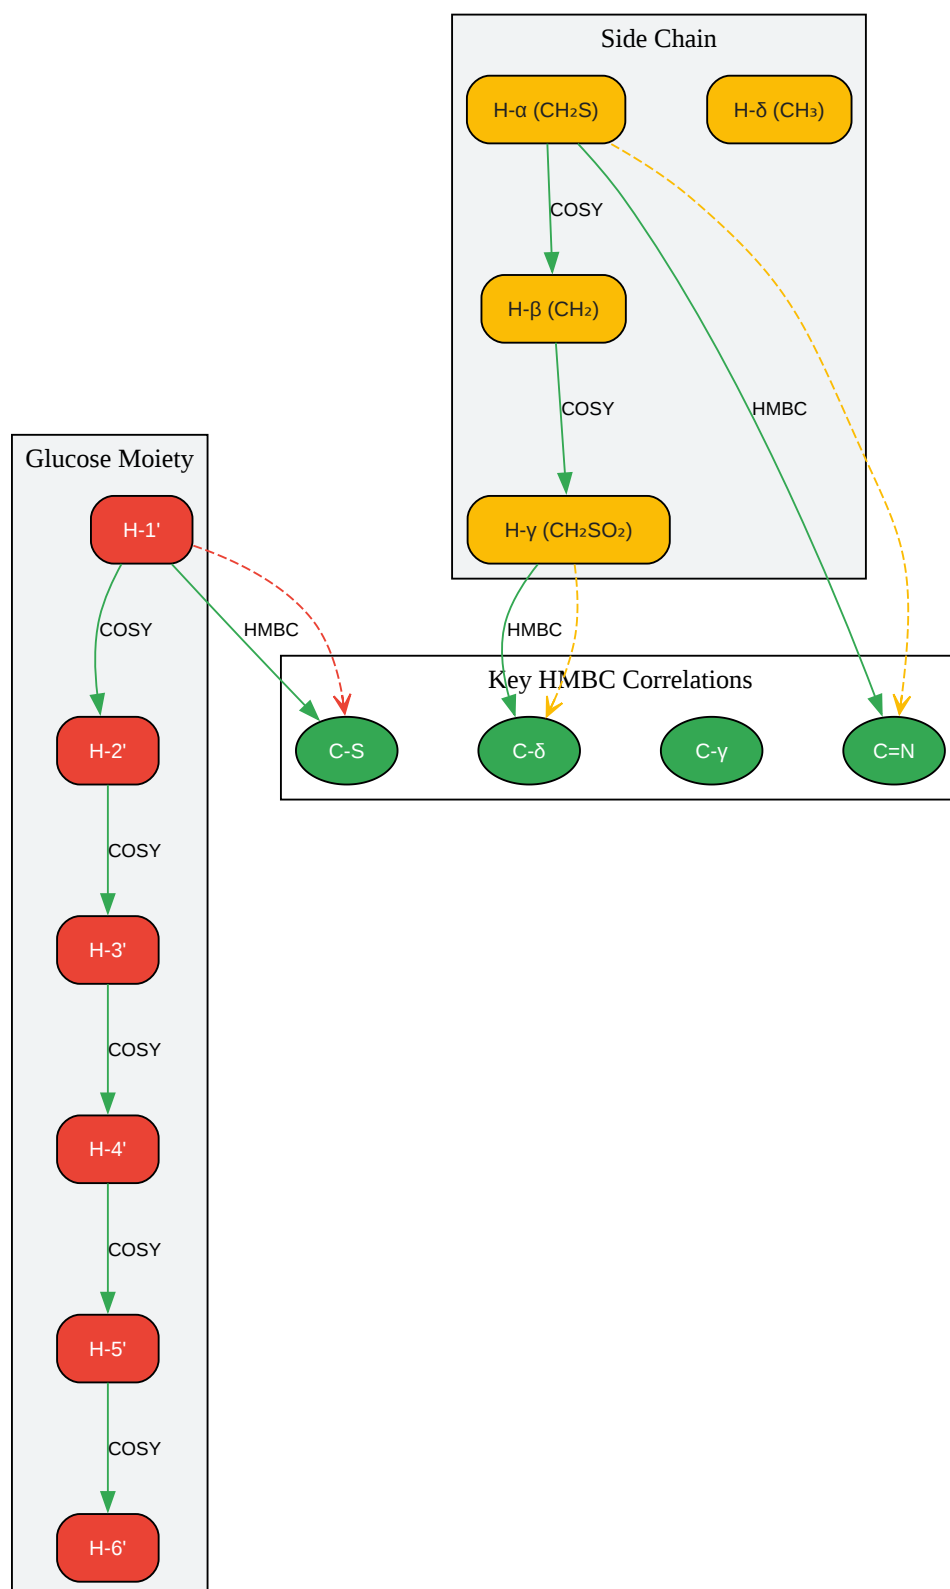 Side Chain
H-α (CH₂S)
H-δ (CH₃)
COSY
H-β (CH₂)
COSY
HMBC
Glucose Moiety
H-1'
H-γ (CH₂SO₂)
COSY
HMBC
HMBC
Key HMBC Correlations
H-2'
C-S
C-δ
C-γ
C=N
COSY
H-3'
COSY
H-4'
COSY
H-5'
COSY
H-6'